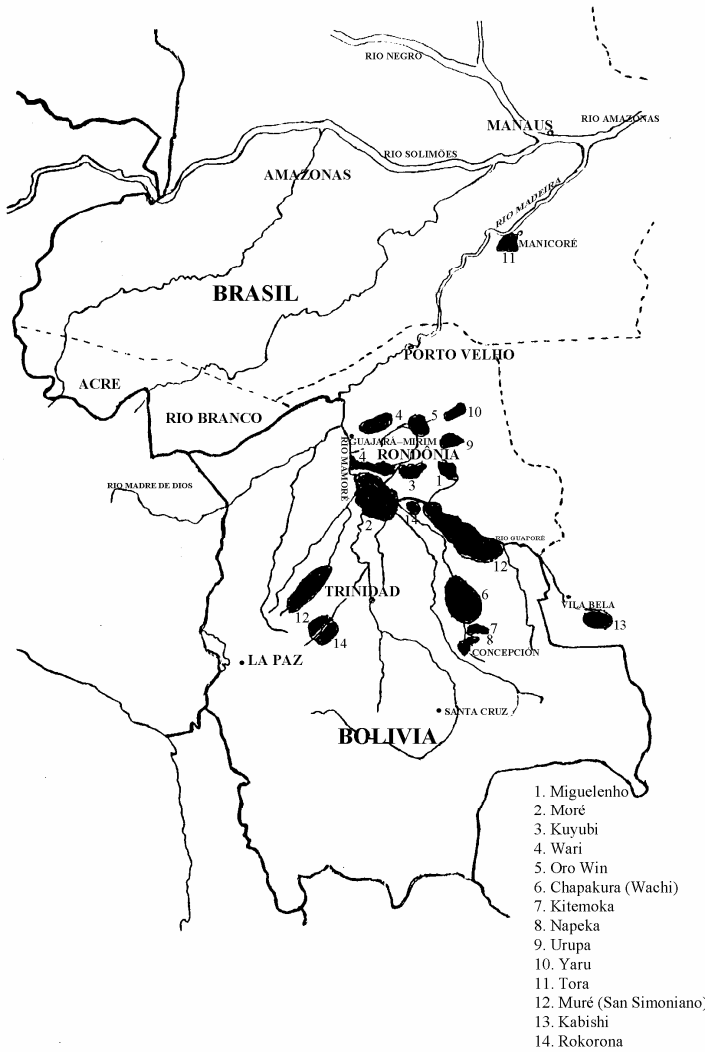 RIO NEGRO
MANAUS
RIO AMAZONAS
RIO SOLIMÕES
AMAZONAS
RIO MADEIRA
MANICORÉ
11
BRASIL
PORTO VELHO
ACRE
RIO BRANCO
4
5
10
GUAJARÁ-MIRIM
9
RONDÔNIA
4
RIO MAMORÉ
3
1
RIO MADRE DE DIOS
2
14
RIO GUAPORÉ
12
TRINIDAD
6
VILA BELA
12
7
13
14
8
CONCEPCIÓN
LA PAZ
SANTA CRUZ
BOLIVIA
1. Miguelenho
2. Moré
3. Kuyubi
4. Wari
5. Oro Win
6. Chapakura (Wachi)
7. Kitemoka
8. Napeka
9. Urupa
10. Yaru
11. Tora
12. Muré (San Simoniano)
13. Kabishi
14. Rokorona